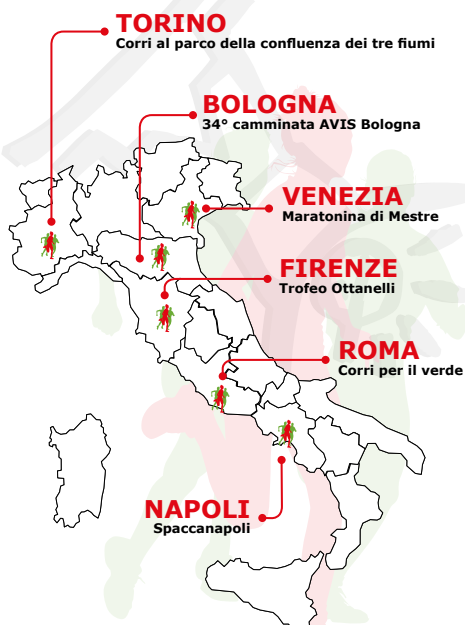 TORINO
Corri al parco della confluenza dei tre fiumi
BOLOGNA
34° camminata AVIS Bologna
VENEZIA
Maratonina di Mestre
FIRENZE
Trofeo Ottanelli
ROMA
Corri per il verde
NAPOLI
Spaccanapoli